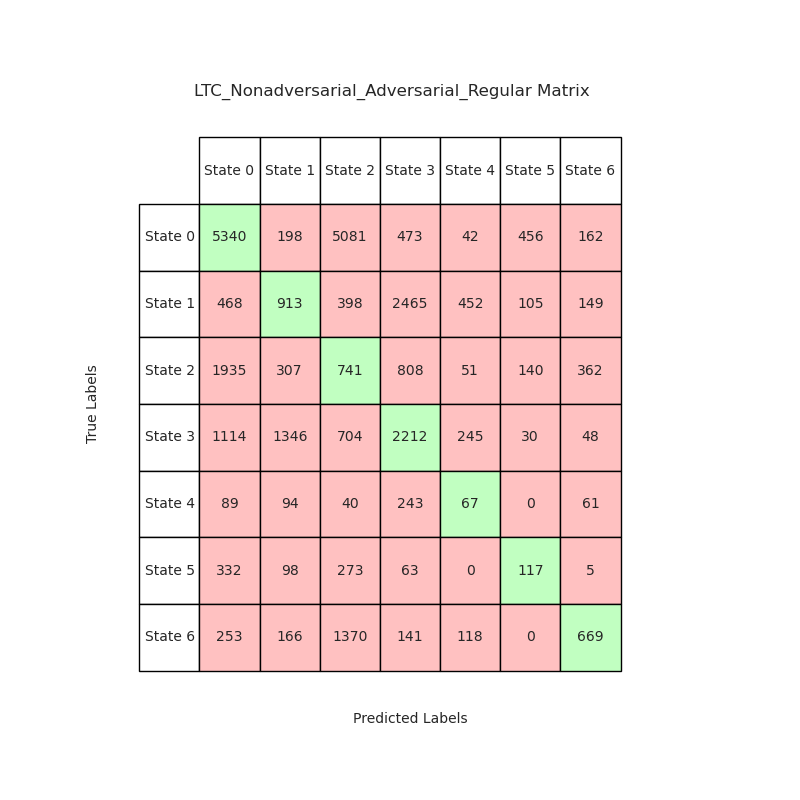 LTC_Nonadversarial_Adversarial_Regular Matrix
State 0 State 1 State 2 State 3 State 4 State 5 State 6
State 0 5340 198 5081 473 42 456 162
State 1 468 913 398 2465 452 105 149
State 2 1935 307 741 808 51 140 362
State 3 1114 1346 704 2212 245 30 48
State 4 89 94 40 243 67 0 61
State 5 332 98 273 63 0 117 5
State 6 253 166 1370 141 118 0 669
True Labels
Predicted Labels